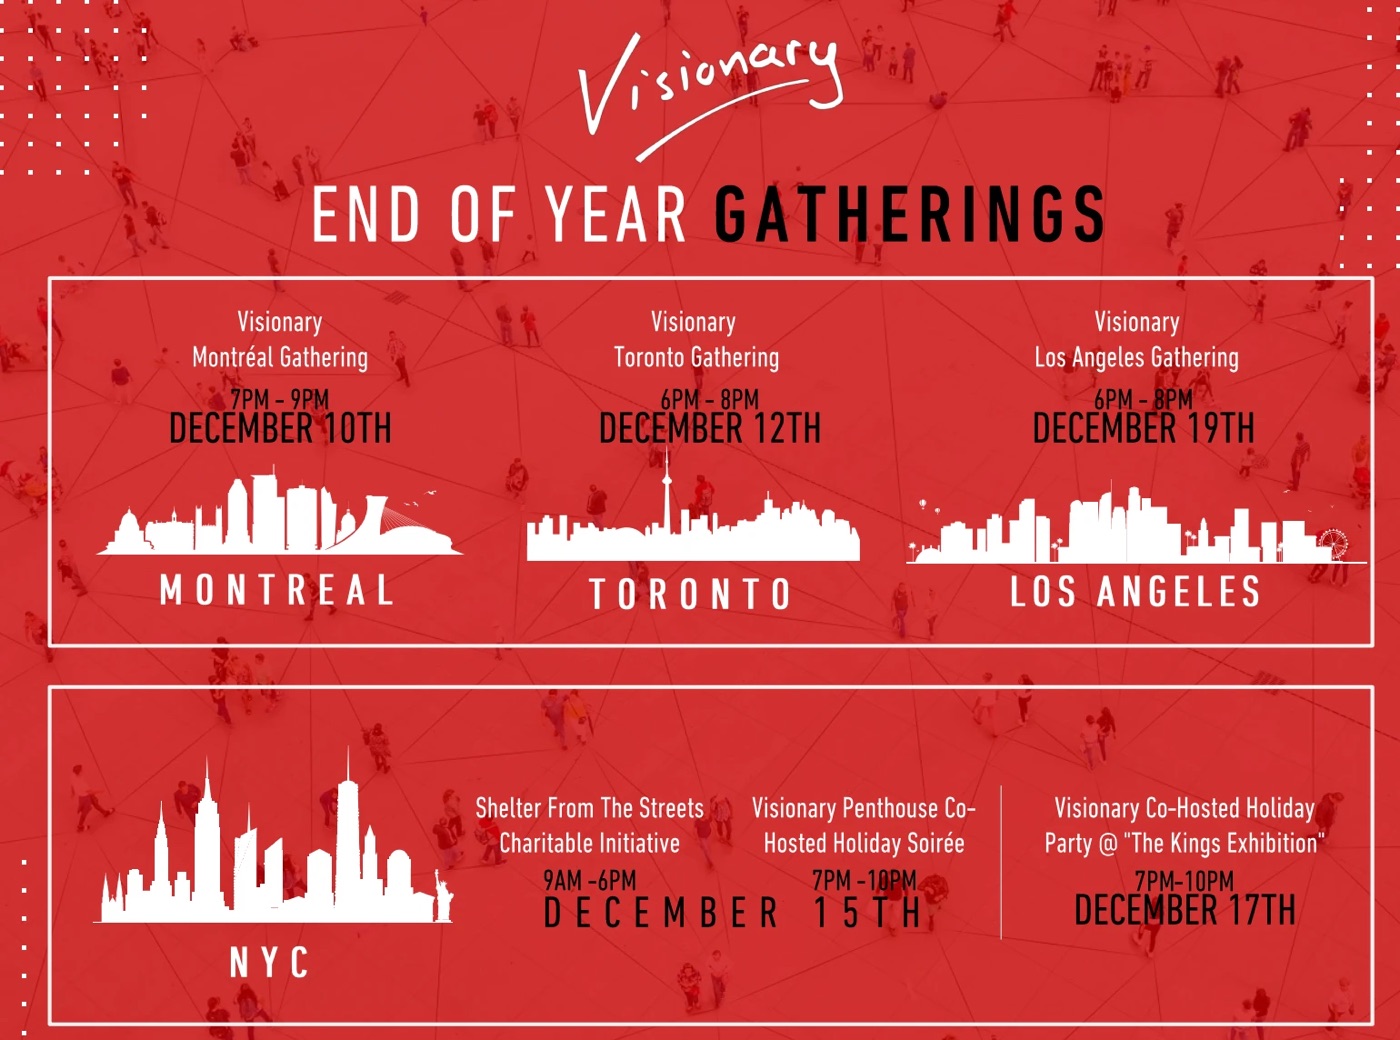 Visionary
END OF YEAR GATHERINGS
Visionary
Montréal Gathering
7PM - 9PM
DECEMBER 10TH
MONTREAL
Visionary
Toronto Gathering
6PM - 8PM
DECEMBER 12TH
TORONTO
Visionary
Los Angeles Gathering
6PM - 8PM
DECEMBER 19TH
LOS ANGELES
NYC
Shelter From The Streets
Charitable Initiative
9AM -6PM
Visionary Penthouse Co-
Hosted Holiday Soirée
7PM -10PM
DECEMBER 15TH
Visionary Co-Hosted Holiday
Party @ "The Kings Exhibition"
7PM-10PM
DECEMBER 17TH